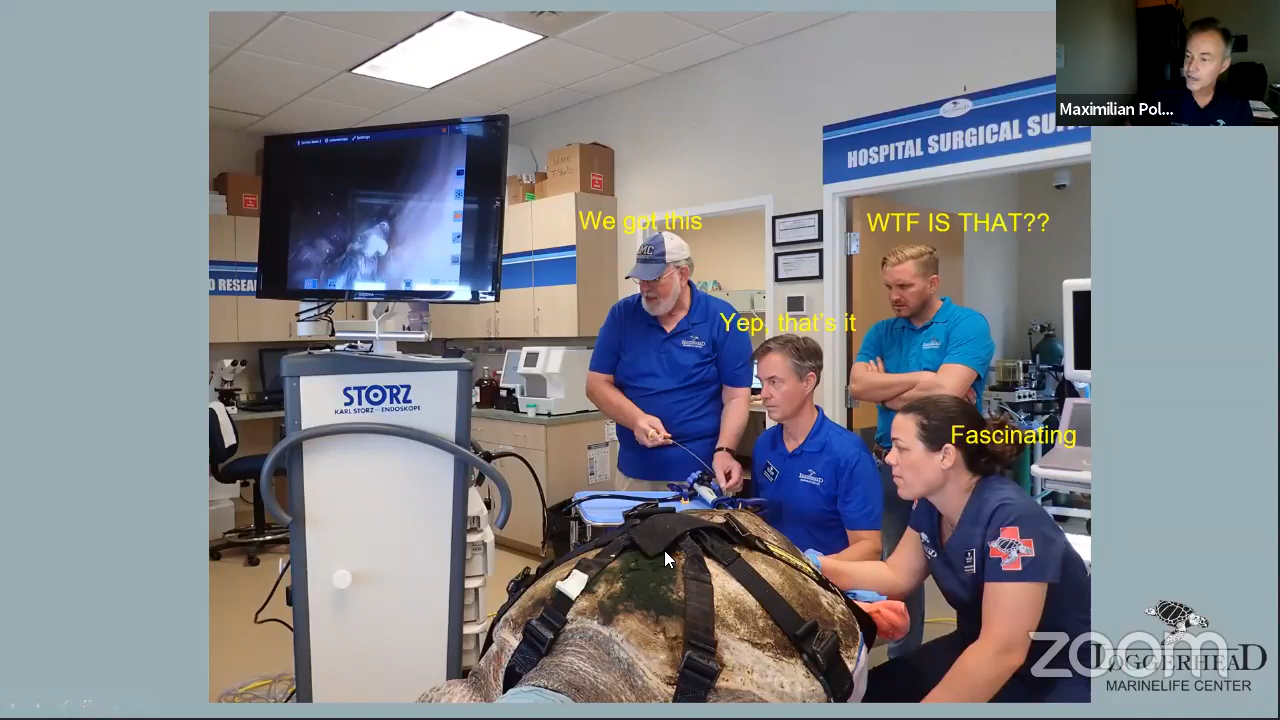 Maximilian Pol...
HOSPITAL SURGICAL SU
We got this
WTF IS THAT??
Yep, that's it
Fascinating
D RESEA
STORZ
KARL STORZ—ENDOSKOPE
zoom
LOGGERHEAD
MARINELIFE CENTER